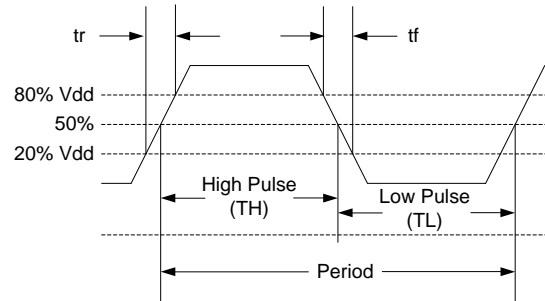 tr
tf
80% Vdd
50%
20% Vdd
High Pulse
(TH)
Low Pulse
(TL)
Period